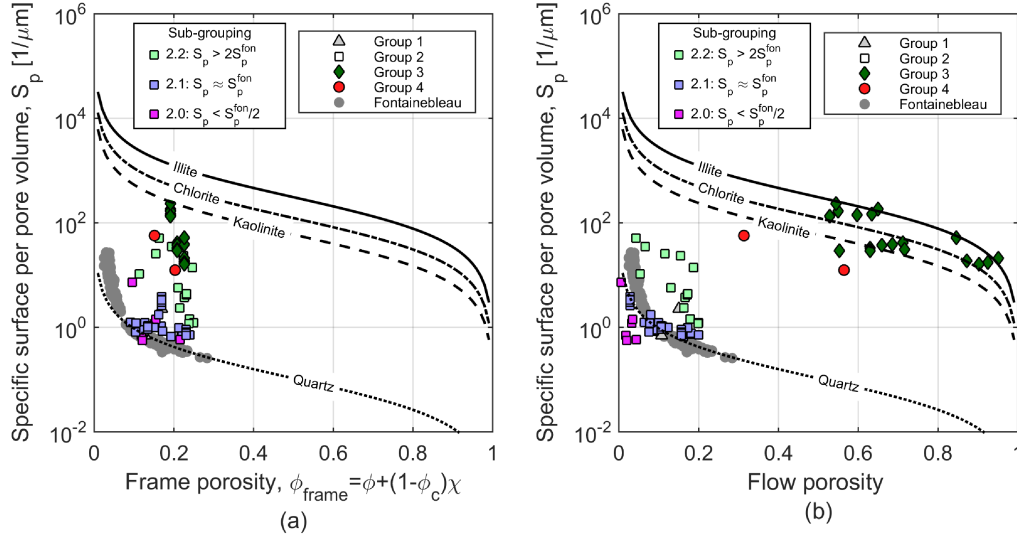 Specific surface per pore volume, S_p [1/μm]
10^6
10^4
10^2
10^0
10^-2
Sub-grouping
2.2: S_p > 2S_p^fon
2.1: S_p ≈ S_p^fon
2.0: S_p < S_p^fon/2
Group 1
Group 2
Group 3
Group 4
Fontainebleau
Illite
Chlorite
Kaolinite
Quartz
0 0.2 0.4 0.6 0.8 1
Frame porosity, ϕ_frame=ϕ+(1-ϕ_c)χ
(a)
Specific surface per pore volume, S_p [1/μm]
10^6
10^4
10^2
10^0
10^-2
Sub-grouping
2.2: S_p > 2S_p^fon
2.1: S_p ≈ S_p^fon
2.0: S_p < S_p^fon/2
Group 1
Group 2
Group 3
Group 4
Fontainebleau
Illite
Chlorite
Kaolinite
Quartz
0 0.2 0.4 0.6 0.8 1
Flow porosity
(b)